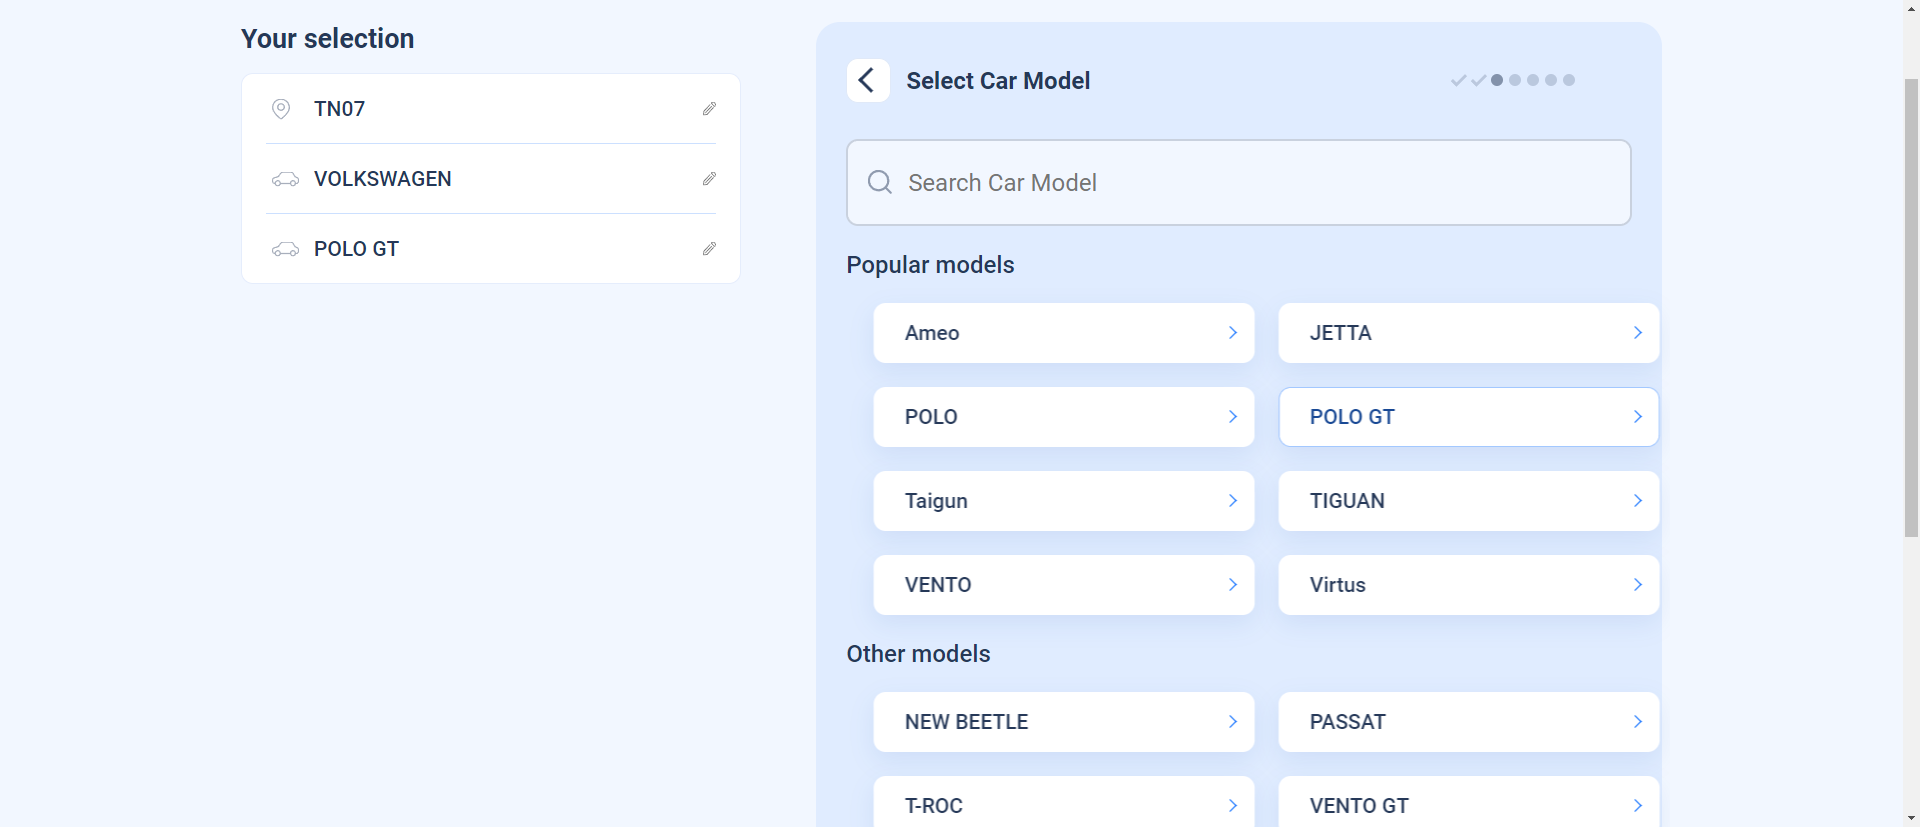 Your selection
TN07
VOLKSWAGEN
POLO GT
Select Car Model
Search Car Model
Popular models
Ameo
JETTA
POLO
POLO GT
Taigun
TIGUAN
VENTO
Virtus
Other models
NEW BEETLE
PASSAT
T-ROC
VENTO GT